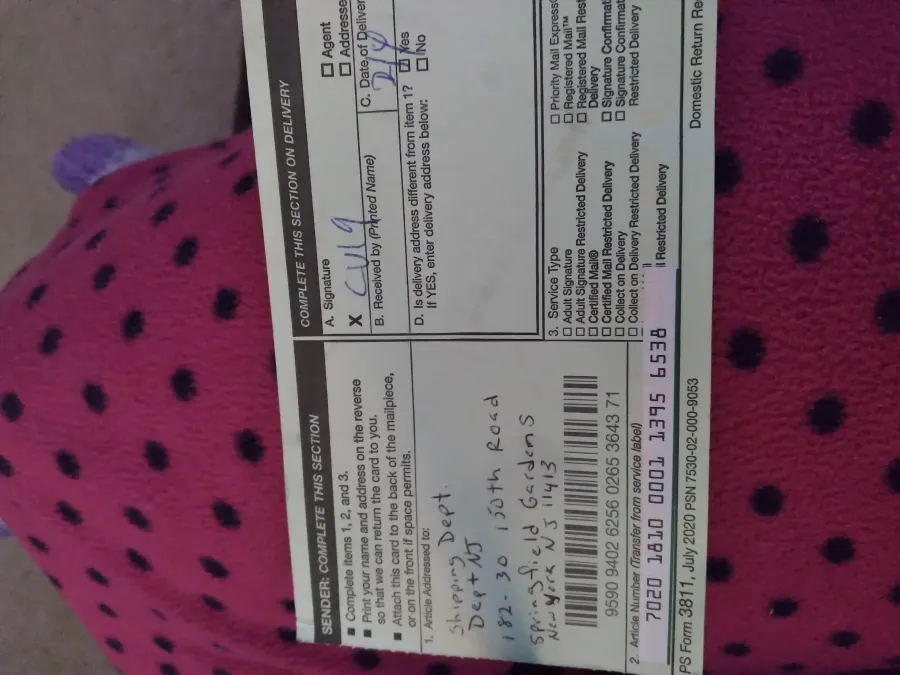 SENDER: COMPLETE THIS SECTION
■ Complete items 1, 2, and 3.
■ Print your name and address on the reverse
so that we can return the card to you.
■ Attach this card to the back of the mailpiece,
or on the front if space permits.
1. Article Addressed to:
Shipping Dept.
Dept NJ
182-30 150th Road
Springfield Gardens
New York NJ 11413
9590 9402 6256 0265 3643 71
2. Article Number (Transfer from service label)
7020 1810 0001 1395 6538
COMPLETE THIS SECTION ON DELIVERY
A. Signature
X
☐ Agent
☐ Addresse
B. Received by (Printed Name)
C. Date of Deliver
D. Is delivery address different from item 1? ☐ Yes
If YES, enter delivery address below: ☐ No
3. Service Type
☐ Adult Signature
☐ Adult Signature Restricted Delivery
☐ Certified Mail®
☐ Certified Mail Restricted Delivery
☐ Collect on Delivery
☐ Collect on Delivery Restricted Delivery
l Restricted Delivery
☐ Priority Mail Express®
☐ Registered Mail™
☐ Registered Mail Rest
Delivery
☐ Signature Confirmat
☐ Signature Confirmat
Restricted Delivery
PS Form 3811, July 2020 PSN 7530-02-000-9053
Domestic Return Re